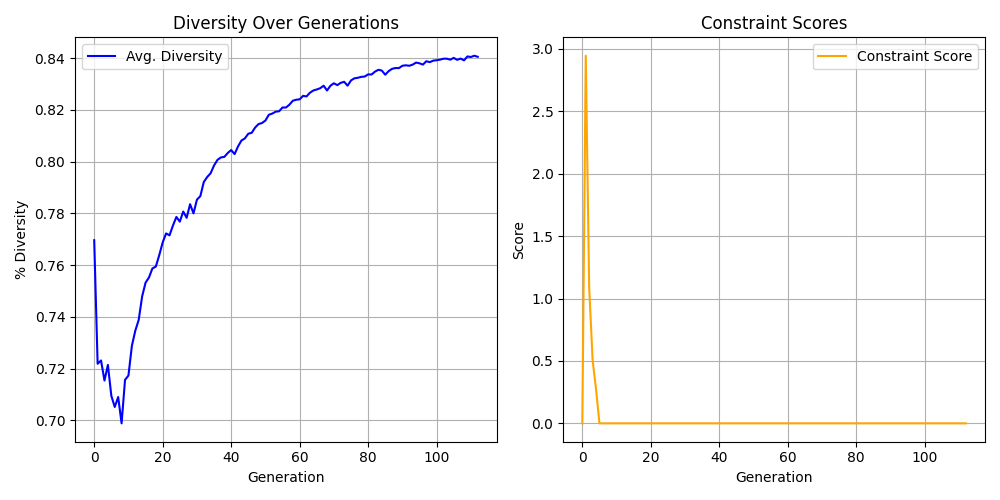 Diversity Over Generations
Avg. Diversity
% Diversity
0.84
0.82
0.80
0.78
0.76
0.74
0.72
0.70
0 20 40 60 80 100
Generation
Constraint Scores
Constraint Score
Score
3.0
2.5
2.0
1.5
1.0
0.5
0.0
0 20 40 60 80 100
Generation